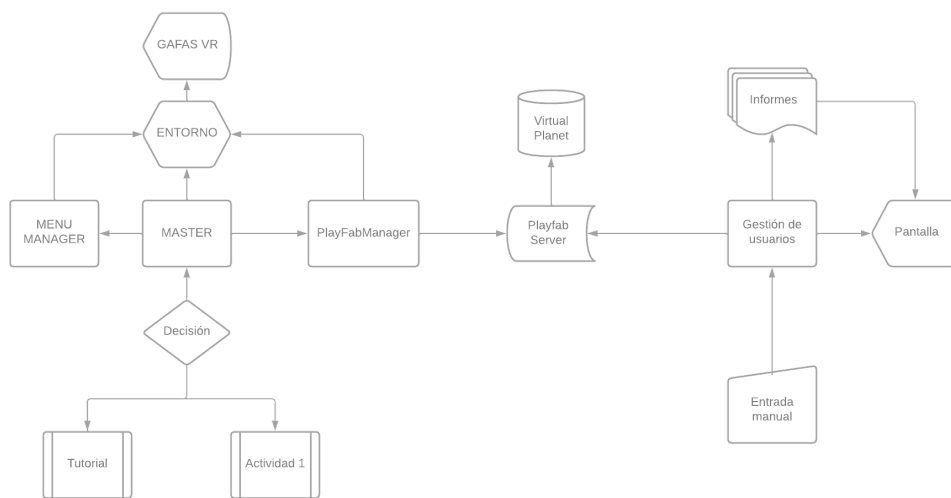 GAFAS VR
ENTORNO
Virtual
Planet
Informes
MENU
MANAGER
MASTER
PlayFabManager
Playfab
Server
Gestión de
usuarios
Pantalla
Decisión
Entrada
manual
Tutorial
Actividad 1